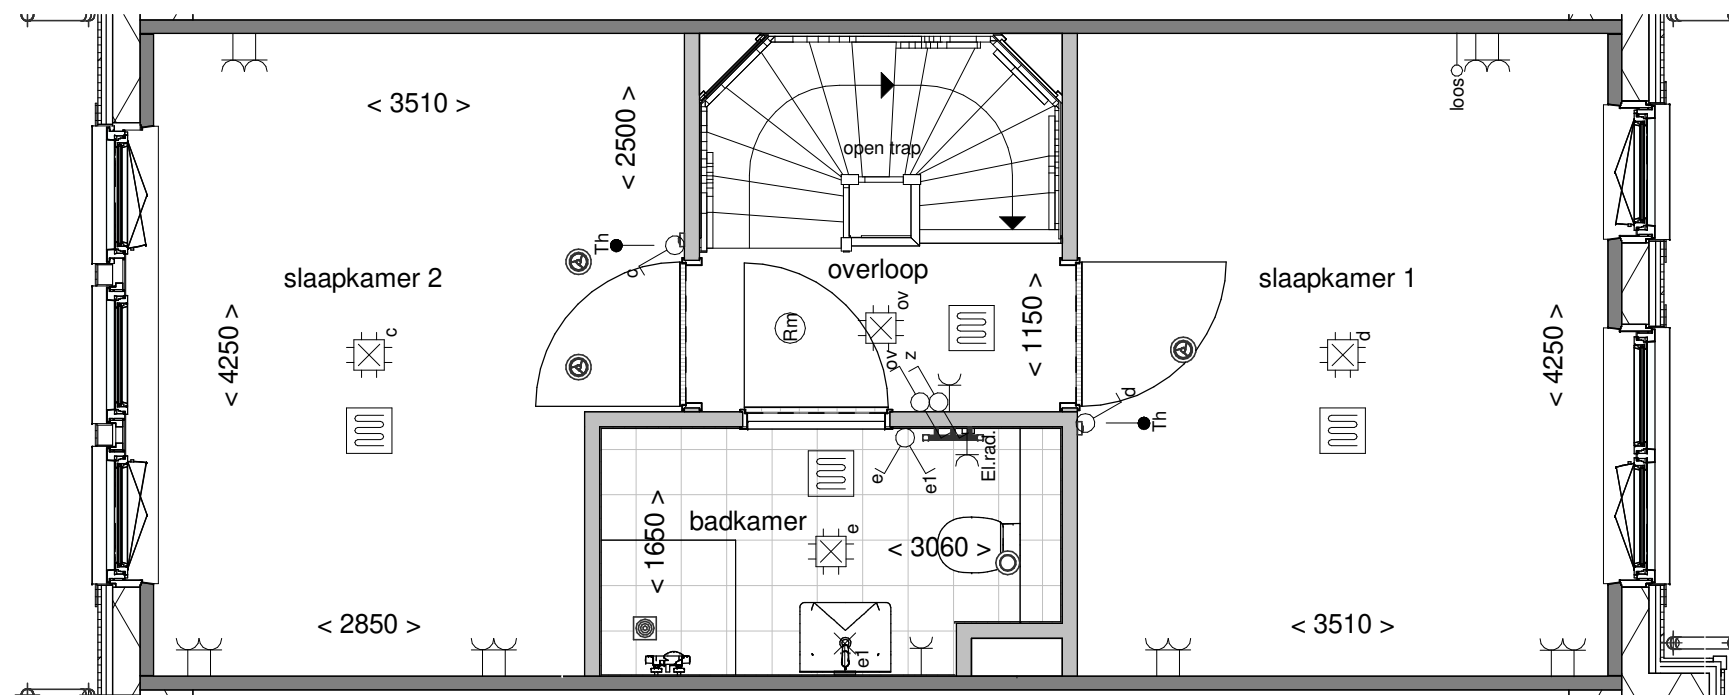 loos
< 3510 >
< 2500 >
open trap
Th
c
slaapkamer 2
overloop
slaapkamer 1
ov
Rm
< 4250 >
c
ov
z
< 1150 >
d
< 4250 >
d
Th
El.rad.
e
e1
badkamer
< 1650 >
e
< 3060 >
< 2850 >
< 3510 >
e1